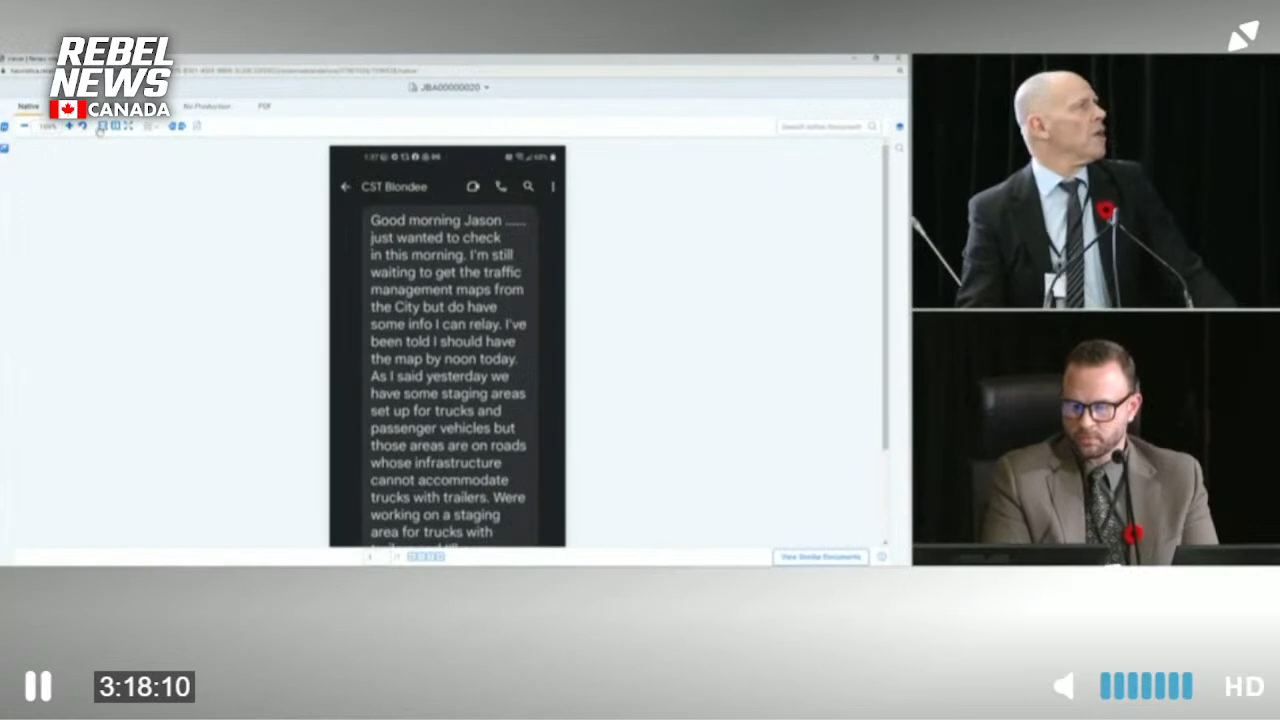 REBEL
NEWS
CANADA
JBA00000020
Native
No Production
PDF
CST Blondee
Good morning Jason ......
just wanted to check
in this morning. I'm still
waiting to get the traffic
management maps from
the City but do have
some info I can relay. I've
been told I should have
the map by noon today.
As I said yesterday we
have some staging areas
set up for trucks and
passenger vehicles but
those areas are on roads
whose infrastructure
cannot accommodate
trucks with trailers. Were
working on a staging
area for trucks with
View Similar Documents
3:18:10
HD